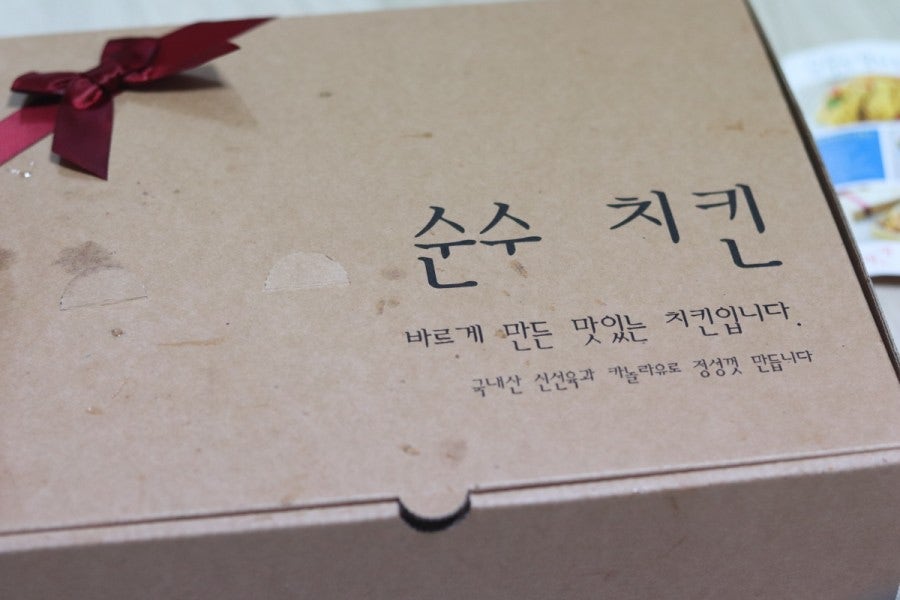 순수 치킨
바르게 만든 맛있는 치킨입니다.
국내산 신선육과 카놀라유로 정성껏 만듭니다